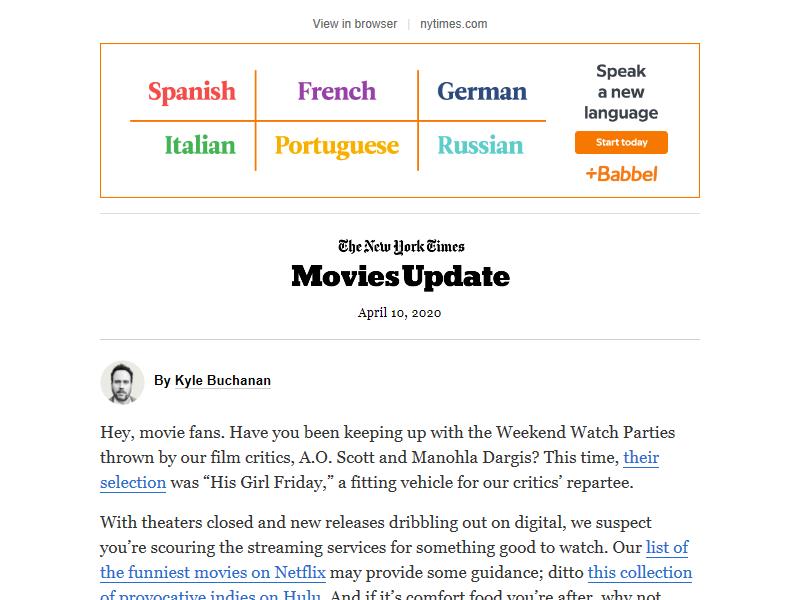 View in browser | nytimes.com
Spanish French German
Italian Portuguese Russian
Speak
a new
language
Start today
+Babbel
The New York Times
Movies Update
April 10, 2020
By Kyle Buchanan
Hey, movie fans. Have you been keeping up with the Weekend Watch Parties
thrown by our film critics, A.O. Scott and Manohla Dargis? This time, their
selection was “His Girl Friday,” a fitting vehicle for our critics’ repartee.
With theaters closed and new releases dribbling out on digital, we suspect
you’re scouring the streaming services for something good to watch. Our list of
the funniest movies on Netflix may provide some guidance; ditto this collection
of provocative indies on Hulu. And if it’s comfort food you’re after, why not